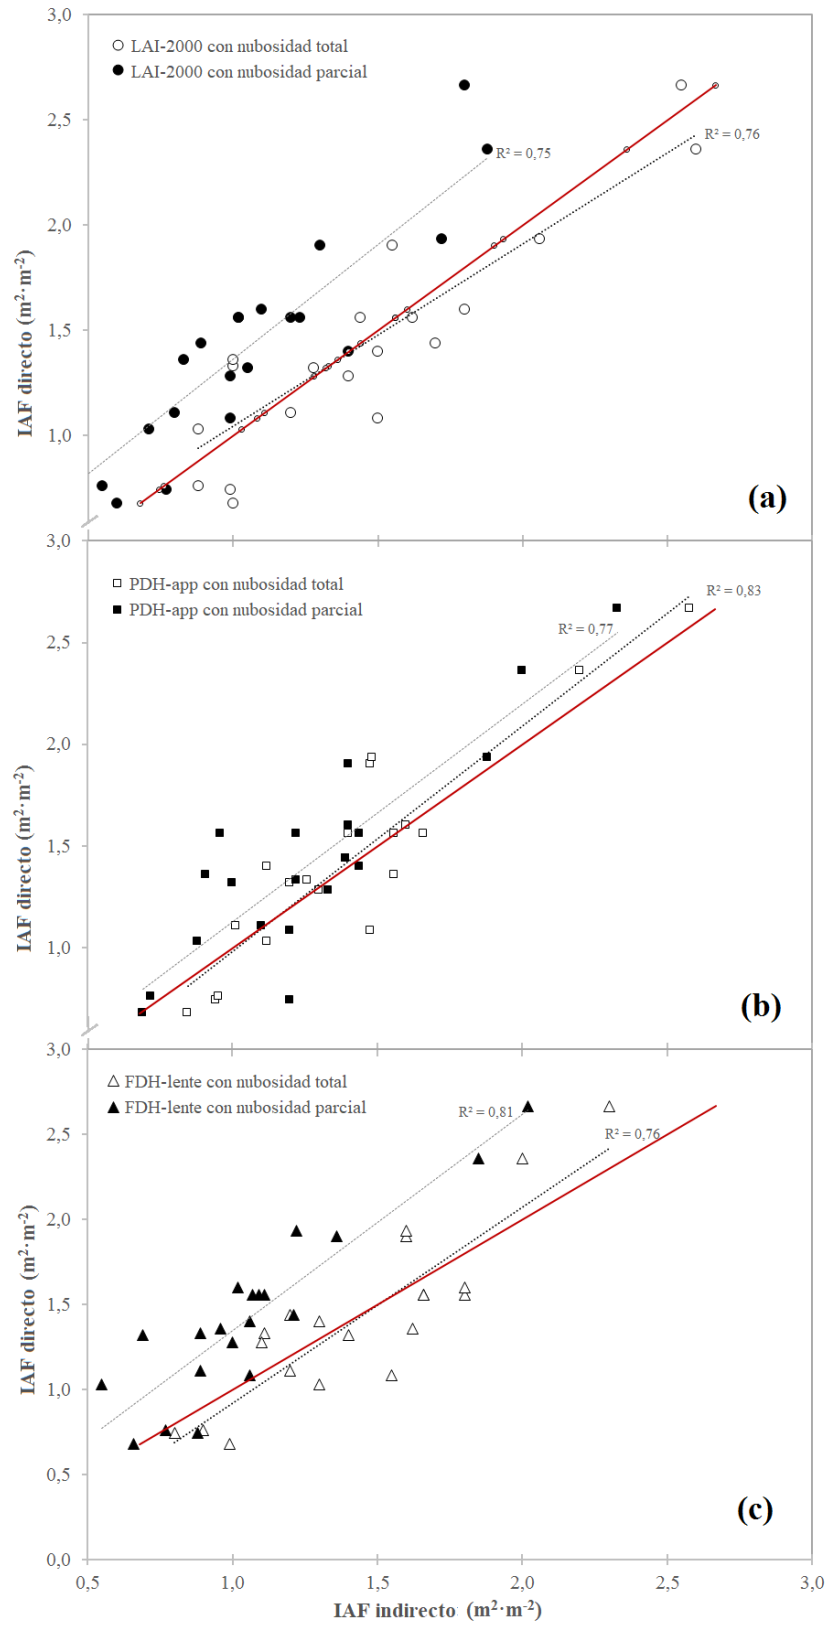 3,0
LAI-2000 con nubosidad total
LAI-2000 con nubosidad parcial
2,5
R² = 0,76
R² = 0,75
2,0
1,5
1,0
IAF directo (m²·m⁻²)
(a)
3,0
PDH-app con nubosidad total
R² = 0,83
PDH-app con nubosidad parcial
R² = 0,77
2,5
2,0
1,5
1,0
IAF directo (m²·m⁻²)
(b)
3,0
FDH-lente con nubosidad total
FDH-lente con nubosidad parcial
R² = 0,81
2,5
R² = 0,76
2,0
1,5
1,0
0,5
0,0
IAF directo (m²·m⁻²)
(c)
0,5 1,0 1,5 2,0 2,5 3,0
IAF indirecto (m²·m⁻²)